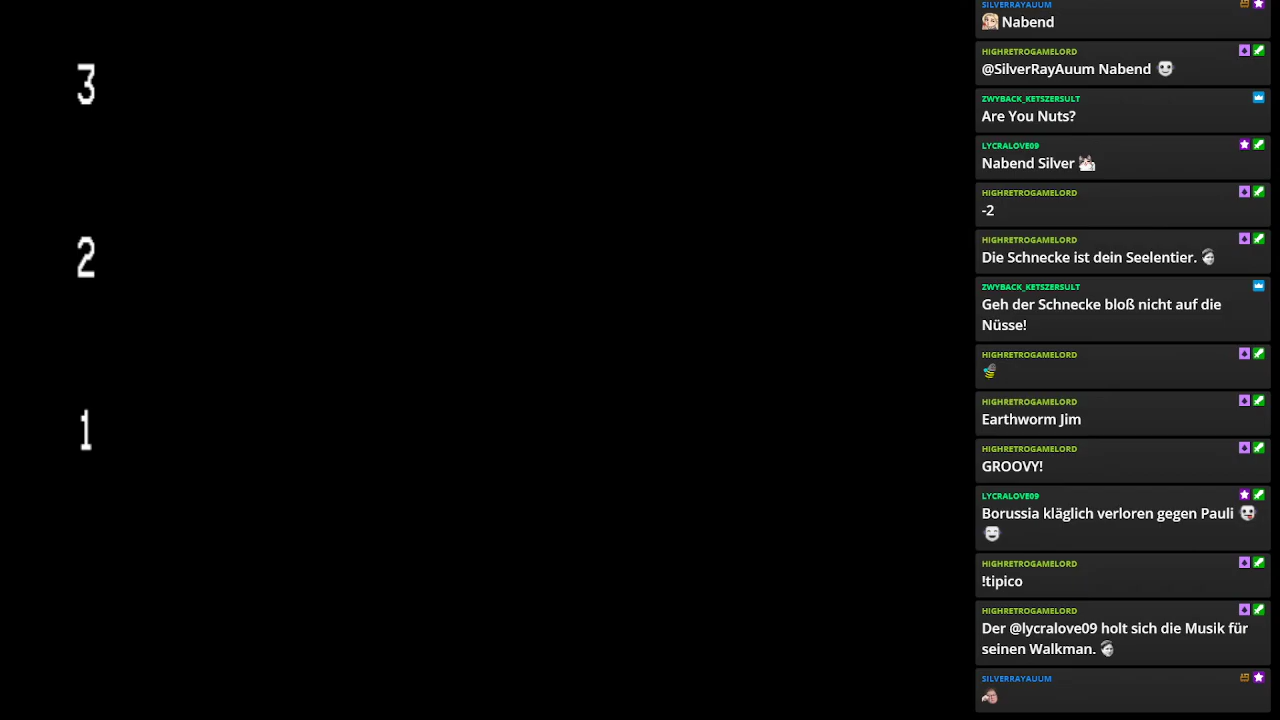 3
2
1
SILVERRAYAUUM
Nabend
HIGHRETROGAMELORD
@SilverRayAuum Nabend
ZWYBACK_KETSZERSULT
Are You Nuts?
LYCRALOVE09
Nabend Silver
HIGHRETROGAMELORD
-2
HIGHRETROGAMELORD
Die Schnecke ist dein Seelentier.
ZWYBACK_KETSZERSULT
Geh der Schnecke bloß nicht auf die
Nüsse!
HIGHRETROGAMELORD
HIGHRETROGAMELORD
Earthworm Jim
HIGHRETROGAMELORD
GROOVY!
LYCRALOVE09
Borussia kläglich verloren gegen Pauli
HIGHRETROGAMELORD
!tipico
HIGHRETROGAMELORD
Der @lycralove09 holt sich die Musik für
seinen Walkman.
SILVERRAYAUUM